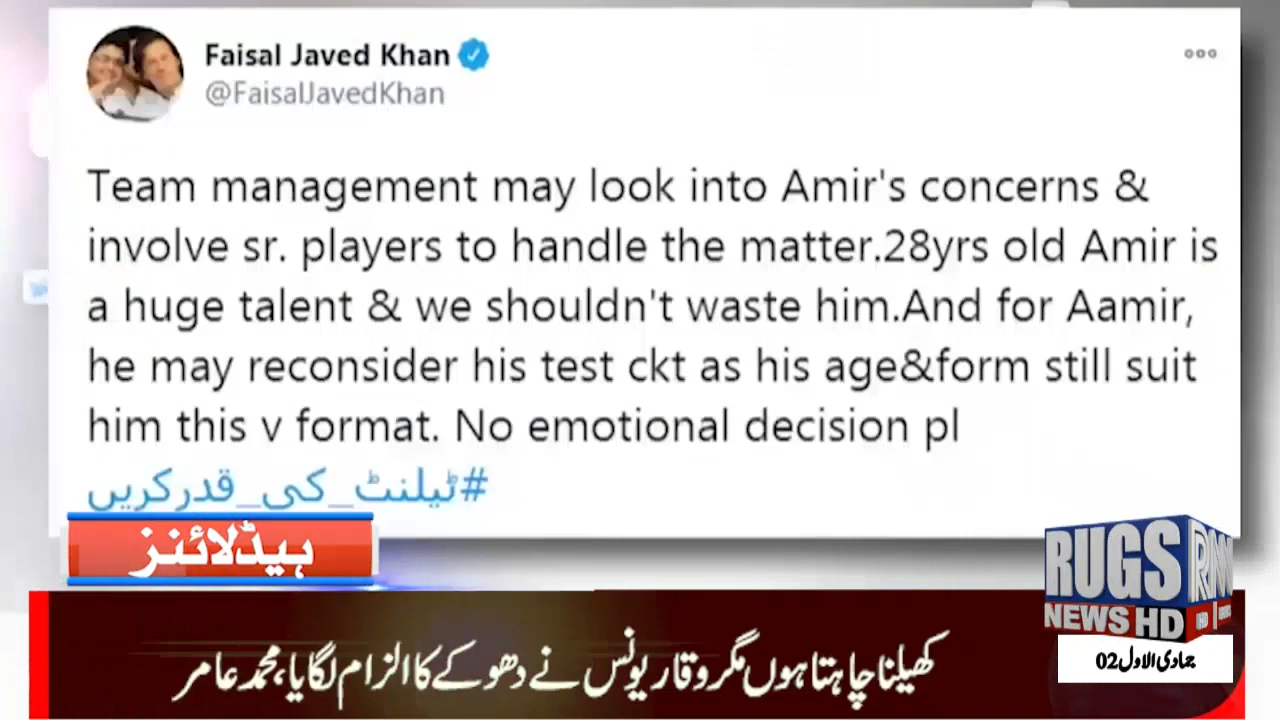 Faisal Javed Khan
@FaisalJavedKhan
Team management may look into Amir's concerns &
involve sr. players to handle the matter.28yrs old Amir is
a huge talent & we shouldn't waste him.And for Aamir,
he may reconsider his test ckt as his age&form still suit
him this v format. No emotional decision pl
#ٹیلنٹ_کی_قدرکریں
ہیڈلائنز
RUGS RNN
NEWS HD
کھیلنا چاہتا ہوں مگر وقار یونس نے دھوکے کا الزام لگایا، محمد عامر
جمادی الاول 02